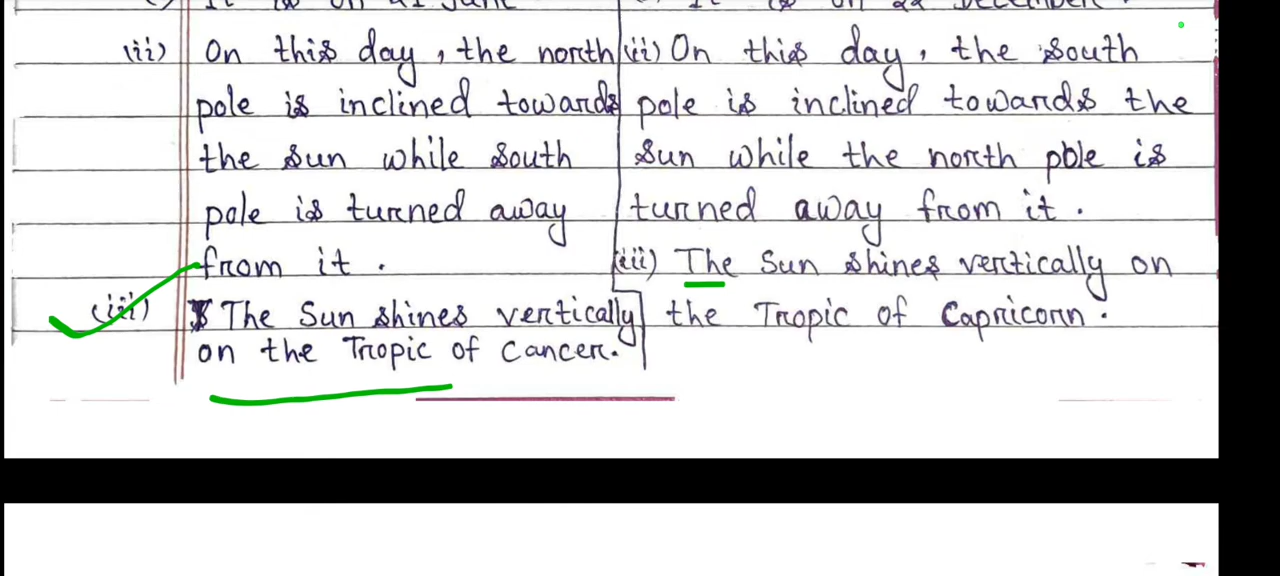 (ii) On this day, the north
pole is inclined towards
the Sun while South
pole is turned away
from it.
(iii) The Sun shines vertically
on the Tropic of Cancer.
(ii) On this day, the South
pole is inclined towards the
Sun while the north pole is
turned away from it.
(iii) The Sun shines vertically on
the Tropic of Capricorn.